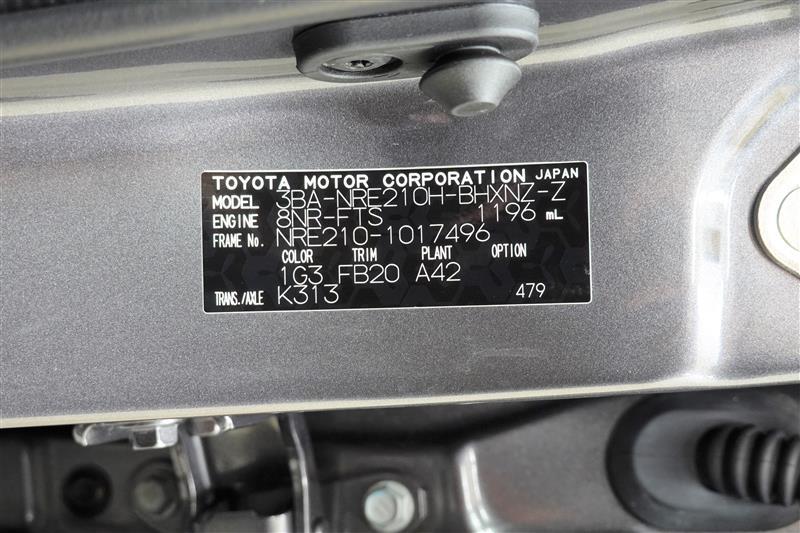 TOYOTA MOTOR CORPORATION JAPAN
MODEL 3BA-NRE210H-BHXNZ-Z
ENGINE 8NR-FTS 1196 mL
FRAME No. NRE210-1017496
COLOR TRIM PLANT OPTION
1G3 FB20 A42
TRANS./AXLE K313 479